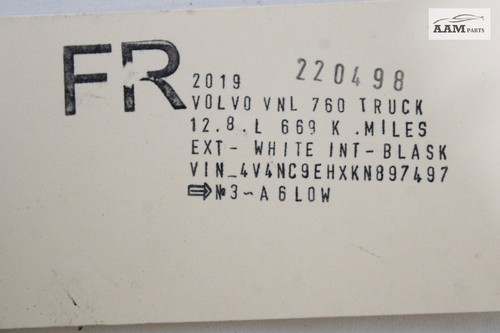 AAM PARTS
FR
220498
2019
VOLVO VNL 760 TRUCK
12.8.L 669 K .MILES
EXT- WHITE INT-BLASK
VIN_4V4NC9EHXKN897497
⇨№3-A6LOW